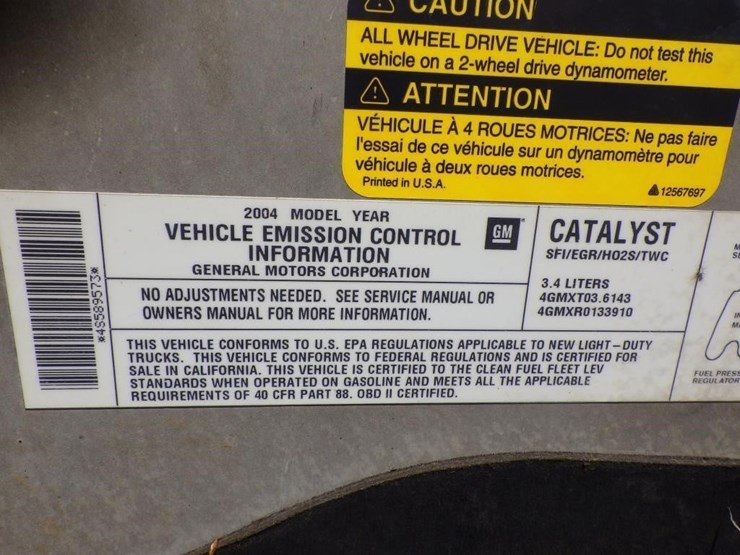 CAUTION
ALL WHEEL DRIVE VEHICLE: Do not test this
vehicle on a 2-wheel drive dynamometer.
ATTENTION
VÉHICULE À 4 ROUES MOTRICES: Ne pas faire
l'essai de ce véhicule sur un dynamomètre pour
véhicule à deux roues motrices.
Printed in U.S.A.
12567697
*4S589573*
2004 MODEL YEAR
VEHICLE EMISSION CONTROL
INFORMATION
GENERAL MOTORS CORPORATION
GM
NO ADJUSTMENTS NEEDED. SEE SERVICE MANUAL OR
OWNERS MANUAL FOR MORE INFORMATION.
CATALYST
SFI/EGR/HO2S/TWC
3.4 LITERS
4GMXT03.6143
4GMXR0133910
THIS VEHICLE CONFORMS TO U.S. EPA REGULATIONS APPLICABLE TO NEW LIGHT-DUTY
TRUCKS. THIS VEHICLE CONFORMS TO FEDERAL REGULATIONS AND IS CERTIFIED FOR
SALE IN CALIFORNIA. THIS VEHICLE IS CERTIFIED TO THE CLEAN FUEL FLEET LEV
STANDARDS WHEN OPERATED ON GASOLINE AND MEETS ALL THE APPLICABLE
REQUIREMENTS OF 40 CFR PART 88. OBD II CERTIFIED.
FUEL PRESS
REGULATOR